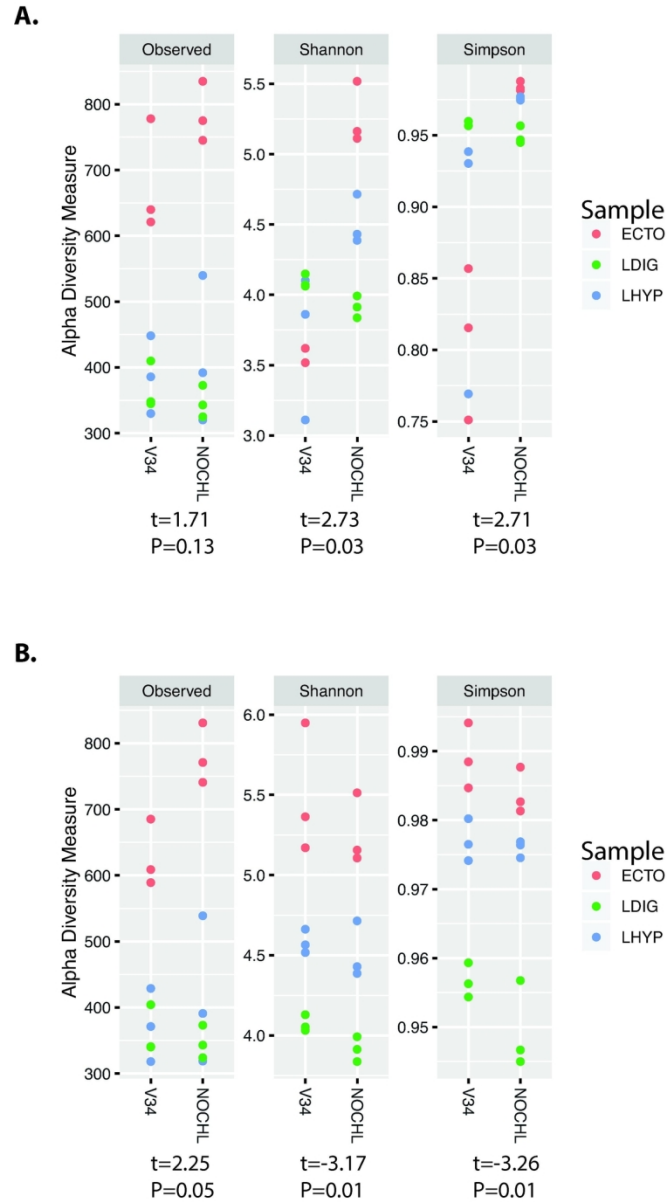 A.
Observed Shannon Simpson
Alpha Diversity Measure
800
700
600
500
400
300
5.5
5.0
4.5
4.0
3.5
3.0
0.95
0.90
0.85
0.80
0.75
V34 NOCHL V34 NOCHL V34 NOCHL
Sample
ECTO
LDIG
LHYP
t=1.71 t=2.73 t=2.71
P=0.13 P=0.03 P=0.03
B.
Observed Shannon Simpson
Alpha Diversity Measure
800
700
600
500
400
300
6.0
5.5
5.0
4.5
4.0
0.99
0.98
0.97
0.96
0.95
V34 NOCHL V34 NOCHL V34 NOCHL
Sample
ECTO
LDIG
LHYP
t=2.25 t=-3.17 t=-3.26
P=0.05 P=0.01 P=0.01